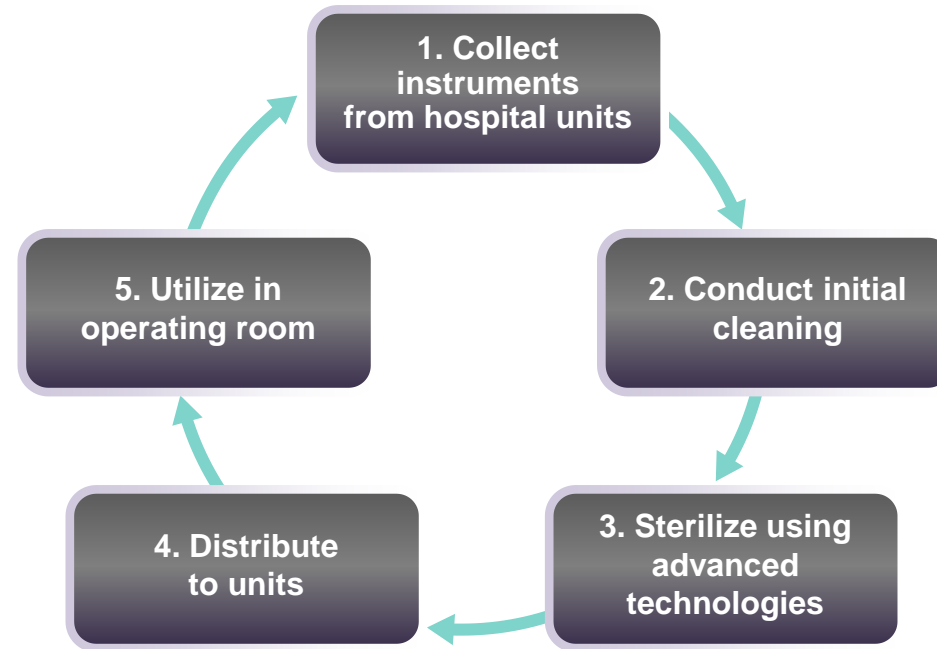 1. Collect
instruments
from hospital units
2. Conduct initial
cleaning
3. Sterilize using
advanced
technologies
4. Distribute
to units
5. Utilize in
operating room